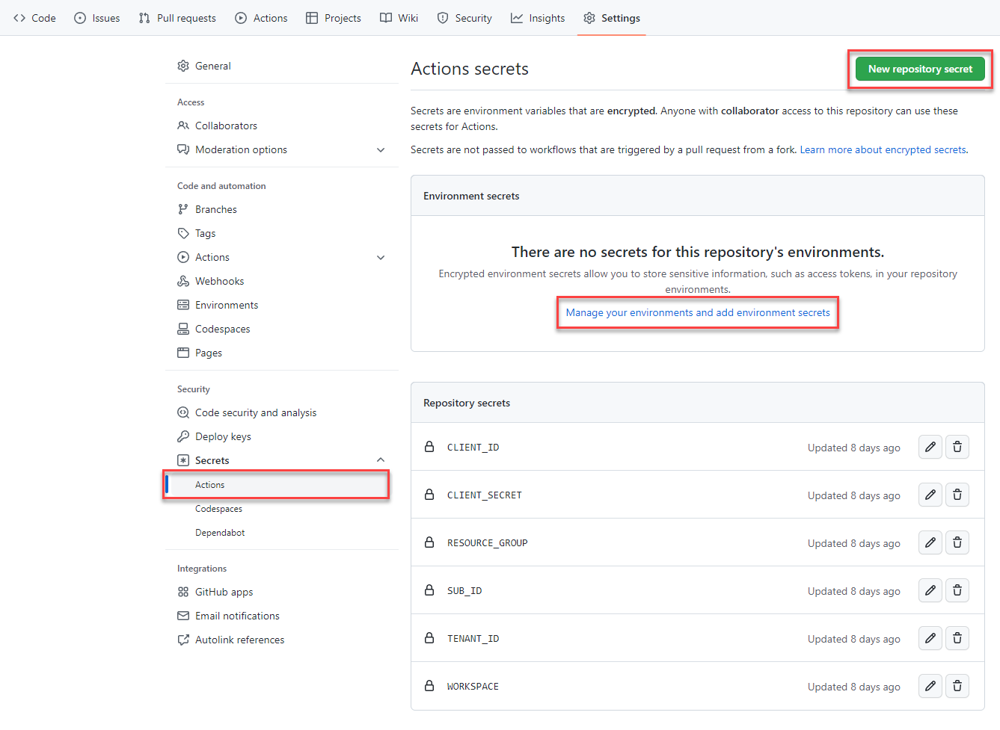 Code Issues Pull requests Actions Projects Wiki Security Insights Settings
General
Access
Collaborators
Moderation options
Code and automation
Branches
Tags
Actions
Webhooks
Environments
Codespaces
Pages
Security
Code security and analysis
Deploy keys
Secrets
Actions
Codespaces
Dependabot
Integrations
GitHub apps
Email notifications
Autolink references
Actions secrets
New repository secret
Secrets are environment variables that are encrypted. Anyone with collaborator access to this repository can use these
secrets for Actions.
Secrets are not passed to workflows that are triggered by a pull request from a fork. Learn more about encrypted secrets.
Environment secrets
There are no secrets for this repository's environments.
Encrypted environment secrets allow you to store sensitive information, such as access tokens, in your repository
environments.
Manage your environments and add environment secrets
Repository secrets
CLIENT_ID Updated 8 days ago
CLIENT_SECRET Updated 8 days ago
RESOURCE_GROUP Updated 8 days ago
SUB_ID Updated 8 days ago
TENANT_ID Updated 8 days ago
WORKSPACE Updated 8 days ago